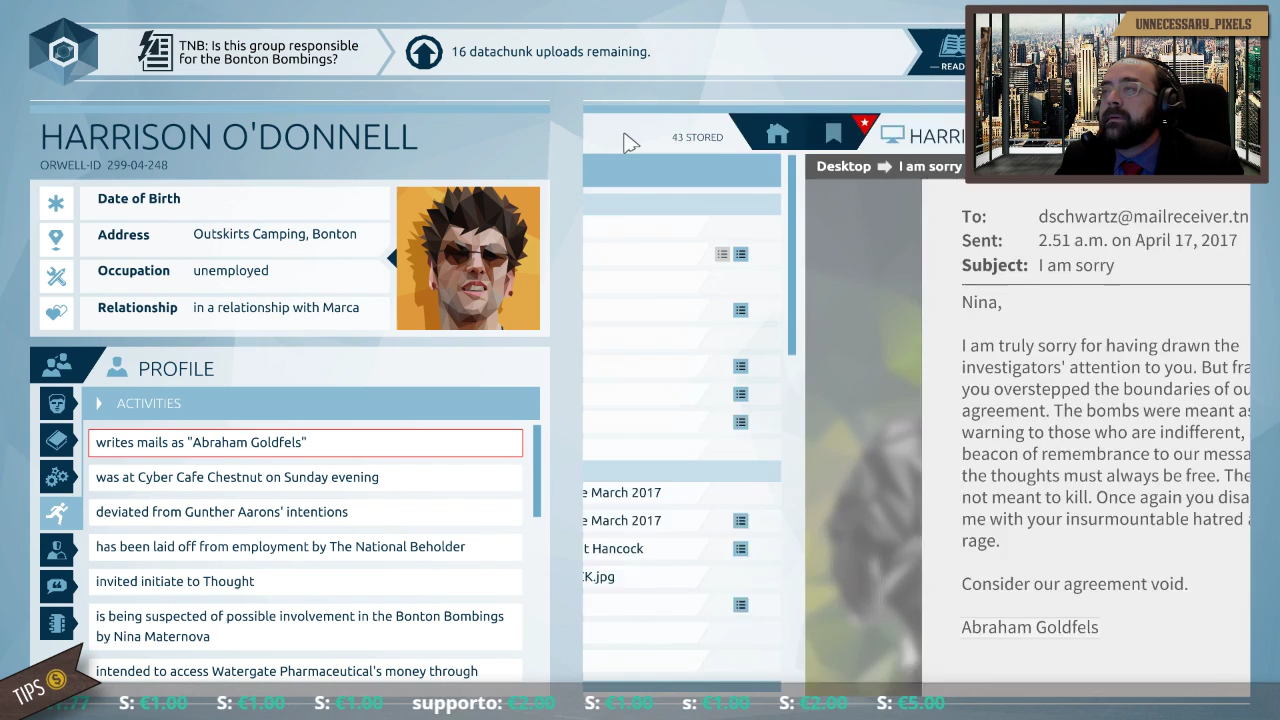 TNB: Is this group responsible
for the Bonton Bombings?
16 datachunk uploads remaining.
— READ
UNNECESSARY_PIXELS
HARRISON O'DONNELL
ORWELL-ID 299-04-248
Date of Birth
Address Outskirts Camping, Bonton
Occupation unemployed
Relationship in a relationship with Marca
PROFILE
ACTIVITIES
writes mails as "Abraham Goldfels"
was at Cyber Cafe Chestnut on Sunday evening
deviated from Gunther Aarons' intentions
has been laid off from employment by The National Beholder
invited initiate to Thought
is being suspected of possible involvement in the Bonton Bombings
by Nina Maternova
intended to access Watergate Pharmaceutical's money through
43 STORED
e March 2017
e March 2017
t Hancock
K.jpg
HARRI
Desktop I am sorry
To: dschwartz@mailreceiver.tn
Sent: 2.51 a.m. on April 17, 2017
Subject: I am sorry
Nina,
I am truly sorry for having drawn the
investigators' attention to you. But fra
you overstepped the boundaries of ou
agreement. The bombs were meant as
warning to those who are indifferent,
beacon of remembrance to our messa
the thoughts must always be free. The
not meant to kill. Once again you disa
me with your insurmountable hatred a
rage.
Consider our agreement void.
Abraham Goldfels
TIPS
1.77 S: €1.00 S: €1.00 S: €1.00 supporto: €2.00 S: €1.00 s: €1.00 S: €2.00 S: €5.00